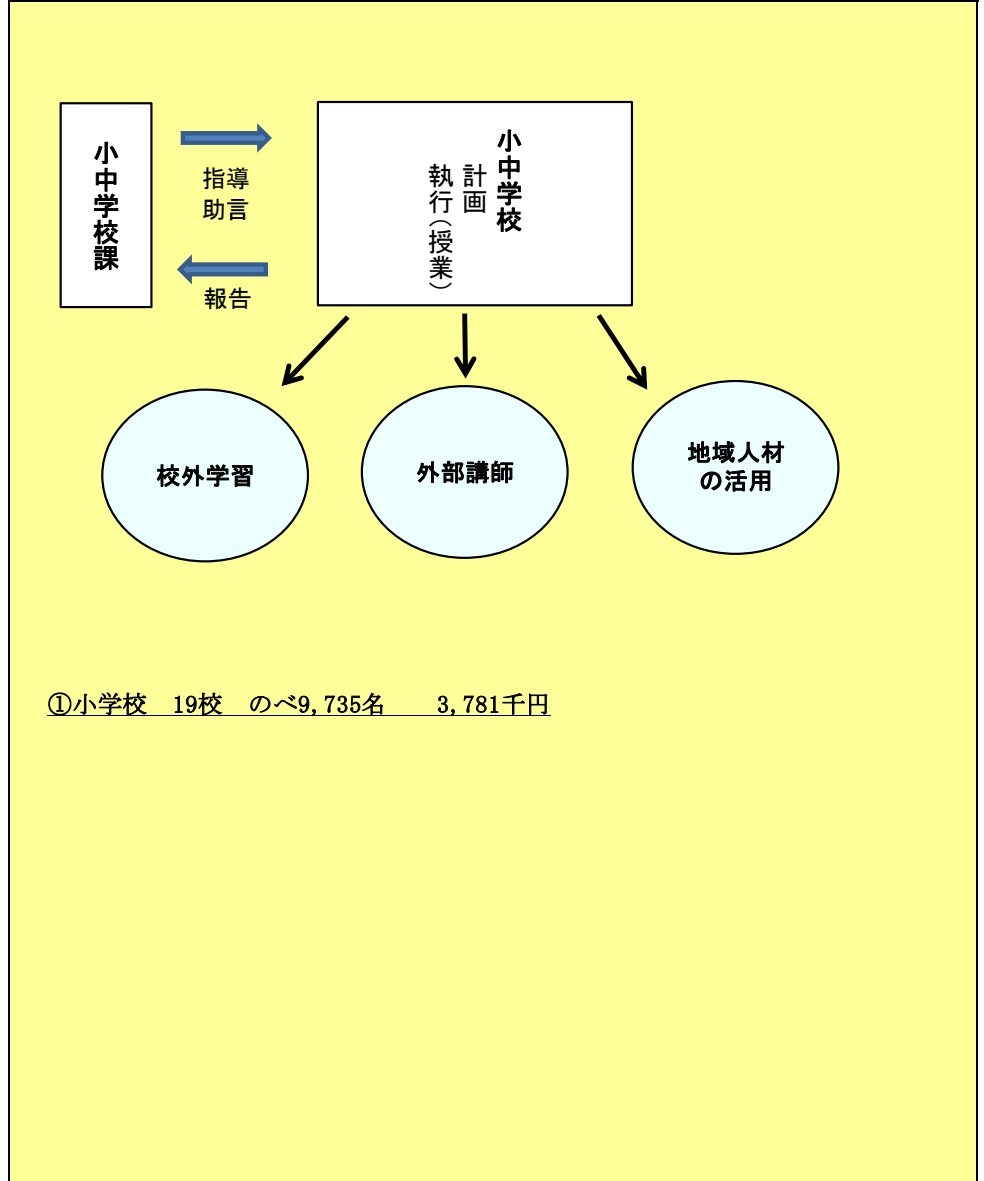 小中学校課
指導
助言
報告
小中学校
計画
執行（授業）
校外学習
外部講師
地域人材
の活用
①小学校　19校　のべ9,735名　　3,781千円